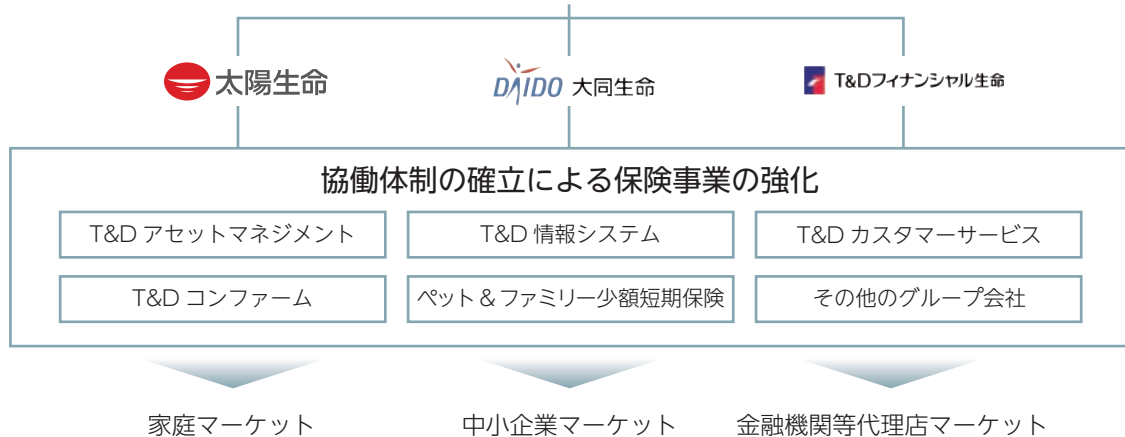 太陽生命
DAIDO 大同生命
T&Dフィナンシャル生命
協働体制の確立による保険事業の強化
T&D アセットマネジメント
T&D 情報システム
T&D カスタマーサービス
T&D コンファーム
ペット & ファミリー少額短期保険
その他のグループ会社
家庭マーケット
中小企業マーケット
金融機関等代理店マーケット